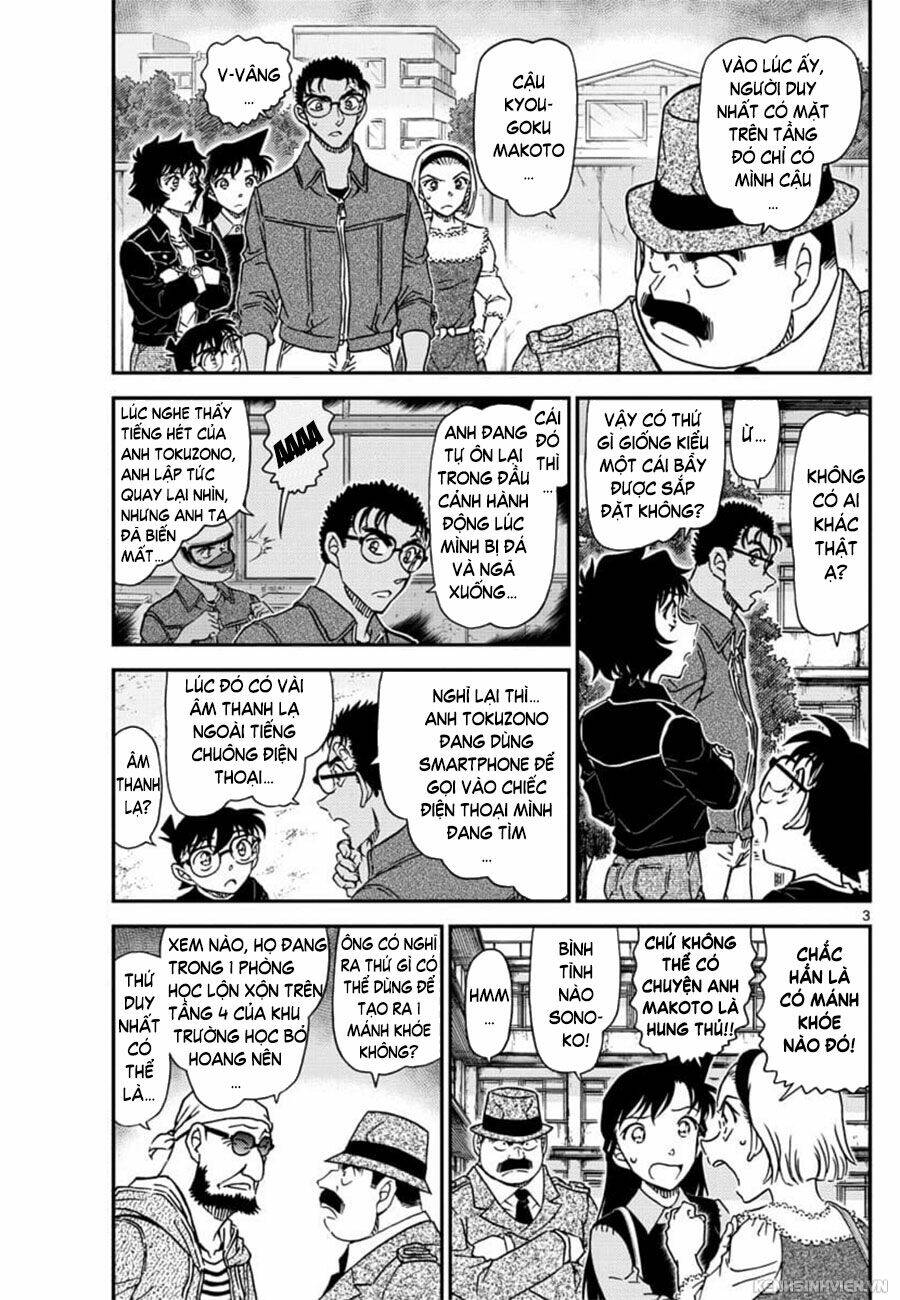 VÀO LÚC ẤY,
NGƯỜI DUY
NHẤT CÓ MẶT
TRÊN TẦNG
ĐÓ CHỈ CÓ
MÌNH CẬU
...
CẬU
KYOU-
GOKU
MAKOTO
...
V-VÂNG
...
KHÔNG
CÓ AI
KHÁC
THẬT
Ạ?
Ừ...
VẬY CÓ THỨ
GÌ GIỐNG KIỂU
MỘT CÁI BẪY
ĐƯỢC SẮP
ĐẶT KHÔNG?
CÁI
ĐÓ
THÌ
...
ANH ĐANG
TỰ ÔN LẠI
TRONG ĐẦU
CẢNH HÀNH
ĐỘNG LÚC
MÌNH BỊ ĐÁ
VÀ NGÃ
XUỐNG...
AAAA
LÚC NGHE THẤY
TIẾNG HÉT CỦA
ANH TOKUZONO,
ANH LẬP TỨC
QUAY LẠI NHÌN,
NHƯNG ANH TA
ĐÃ BIẾN
MẤT...
NGHĨ LẠI THÌ...
ANH TOKUZONO
ĐANG DÙNG
SMARTPHONE ĐỂ
GỌI VÀO CHIẾC
ĐIỆN THOẠI MÌNH
ĐANG TÌM
...
LÚC ĐÓ CÓ VÀI
ÂM THANH LẠ
NGOÀI TIẾNG
CHUÔNG ĐIỆN
THOẠI...
ÂM
THANH
LẠ?
3
CHẮC
HẲN LÀ
CÓ MÁNH
KHÓE
NÀO ĐÓ!
CHỨ KHÔNG
THỂ CÓ
CHUYỆN ANH
MAKOTO LÀ
HUNG THỦ!!
BÌNH
TĨNH
NÀO
SONO-
KO!
HMM
...
ÔNG CÓ NGHĨ
RA THỨ GÌ CÓ
THỂ DÙNG ĐỂ
TẠO RA 1
MÁNH KHÓE
KHÔNG?
XEM NÀO, HỌ ĐANG
TRONG 1 PHÒNG
HỌC LỘN XỘN TRÊN
TẦNG 4 CỦA KHU
TRƯỜNG HỌC BỎ
HOANG NÊN
...
THỨ
DUY
NHẤT
CÓ THỂ
LÀ...
KENHSINHVIEN.VN